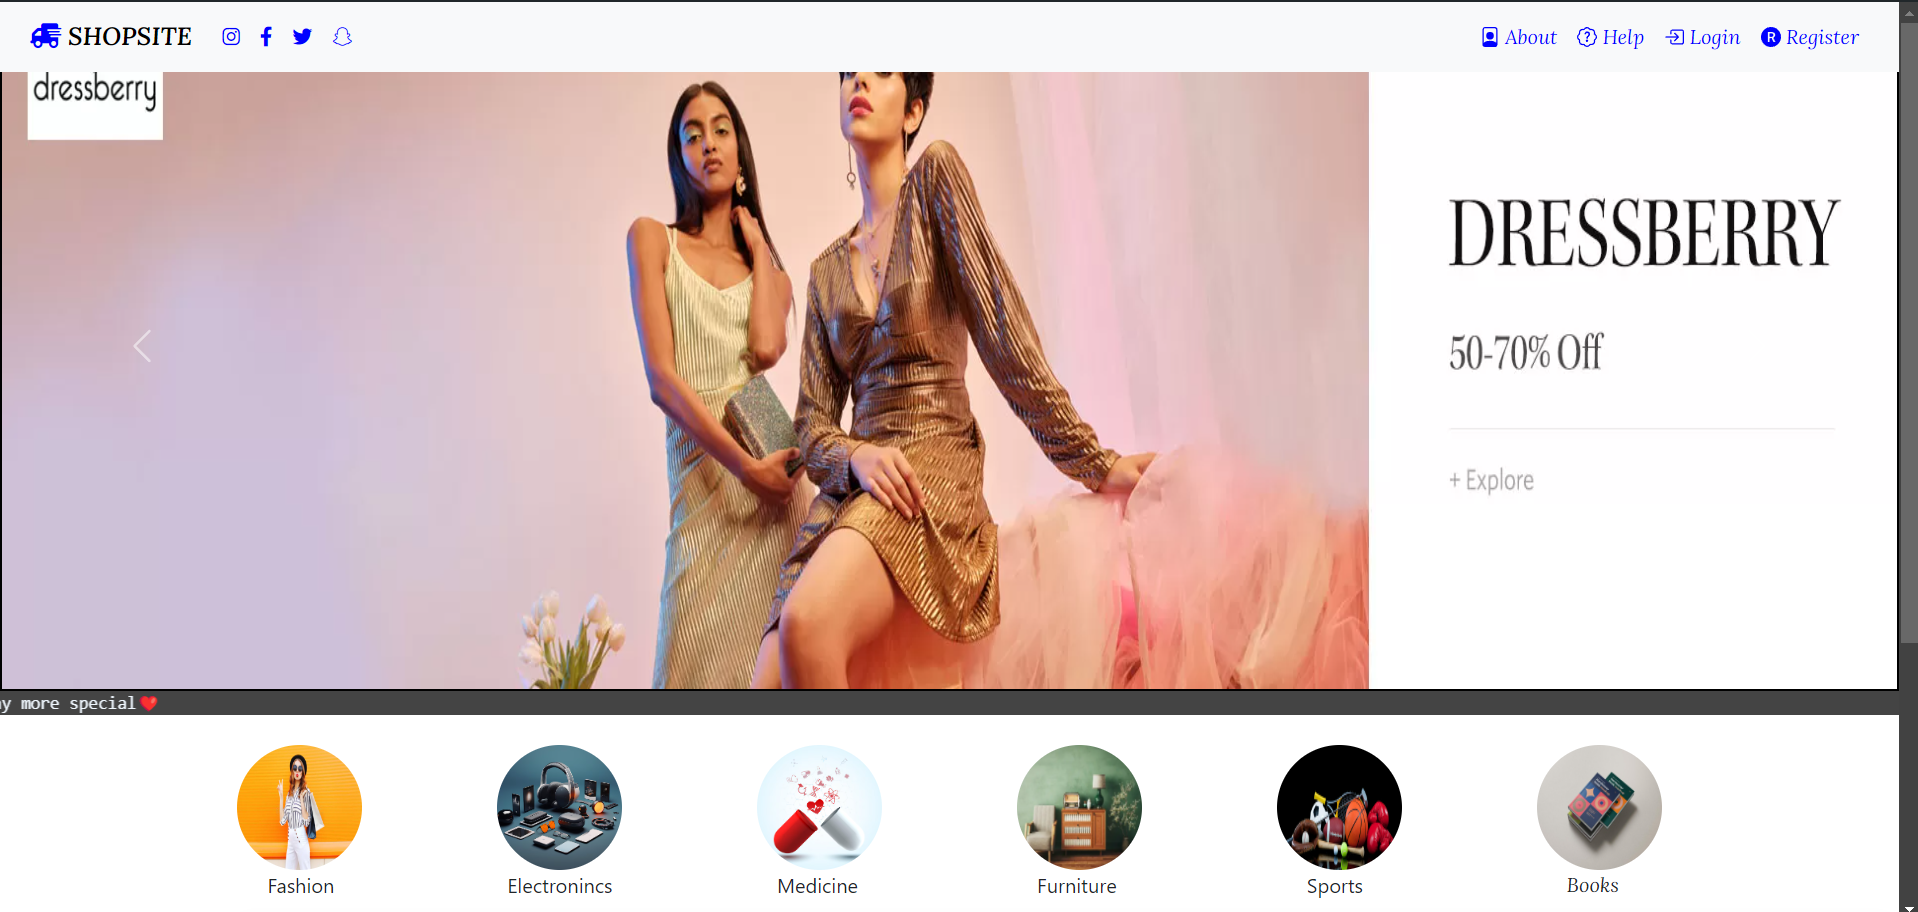 SHOPSITE
About
Help
Login
R Register
dressberry
DRESSBERRY
50-70% Off
+ Explore
more special❤️
Fashion
Electronincs
Medicine
Furniture
Sports
Books